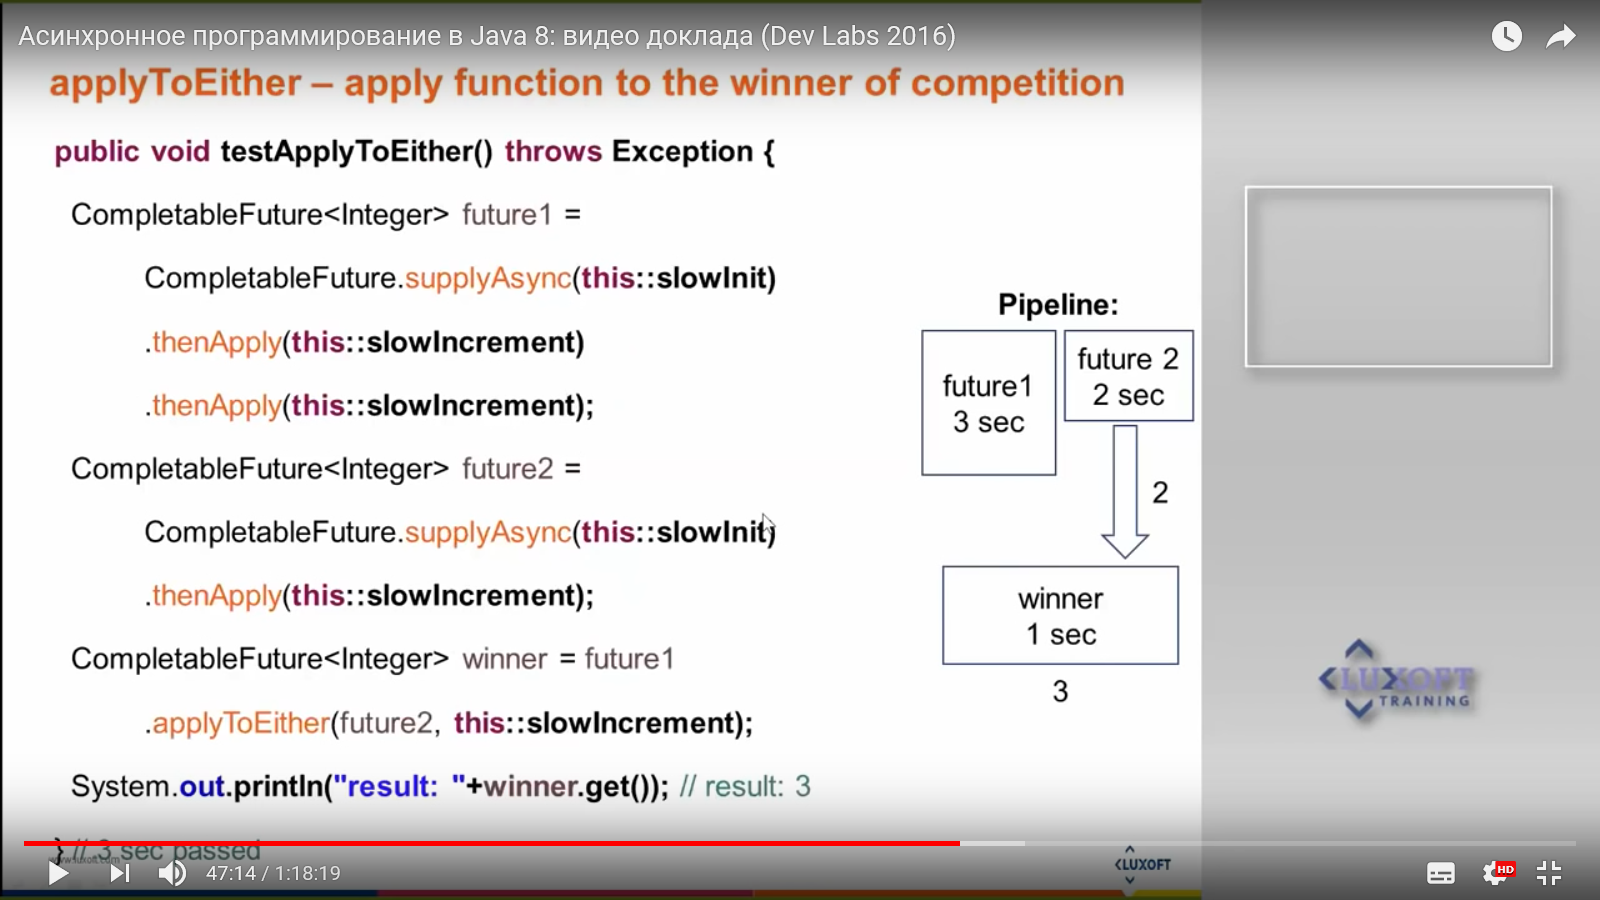 Асинхронное программирование в Java 8: видео доклада (Dev Labs 2016)
applyToEither – apply function to the winner of competition
public void testApplyToEither() throws Exception {
CompletableFuture<Integer> future1 =
CompletableFuture.supplyAsync(this::slowInit)
.thenApply(this::slowIncrement)
.thenApply(this::slowIncrement);
CompletableFuture<Integer> future2 =
CompletableFuture.supplyAsync(this::slowInit)
.thenApply(this::slowIncrement);
CompletableFuture<Integer> winner = future1
.applyToEither(future2, this::slowIncrement);
System.out.println("result: "+winner.get()); // result: 3
} // 3 sec passed
www.luxoft.com
Pipeline:
future1
3 sec
future 2
2 sec
2
winner
1 sec
3
LUXOFT
TRAINING
LUXOFT
47:14 / 1:18:19
HD